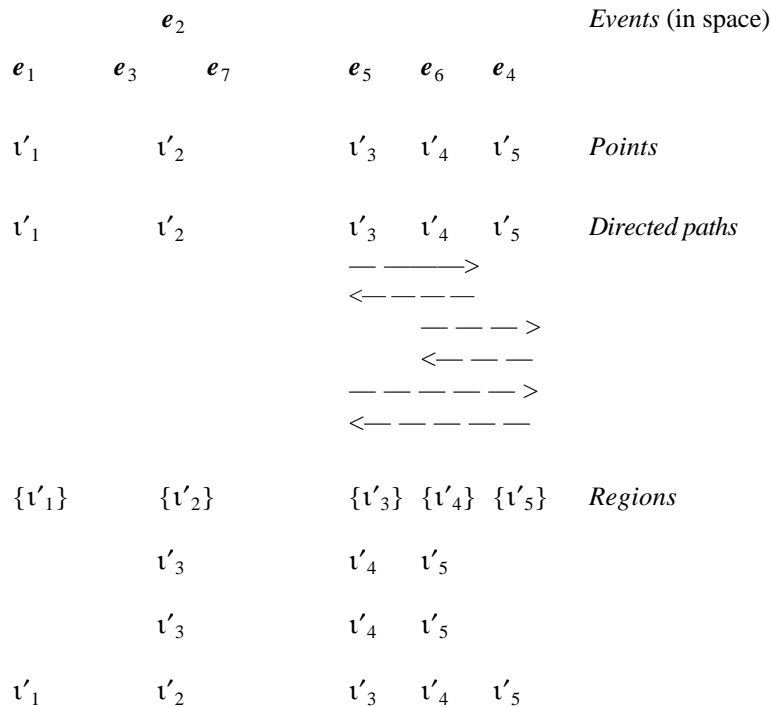 e₂ Events (in space)
e₁ e₃ e₇ e₅ e₆ e₄
ι′₁ ι′₂ ι′₃ ι′₄ ι′₅ Points
ι′₁ ι′₂ ι′₃ ι′₄ ι′₅ Directed paths
— ———>
<— — — —
— — — >
<— — —
— — — — — >
<— — — — —
{ι′₁} {ι′₂} {ι′₃} {ι′₄} {ι′₅} Regions
ι′₃ ι′₄ ι′₅
ι′₃ ι′₄ ι′₅
ι′₁ ι′₂ ι′₃ ι′₄ ι′₅